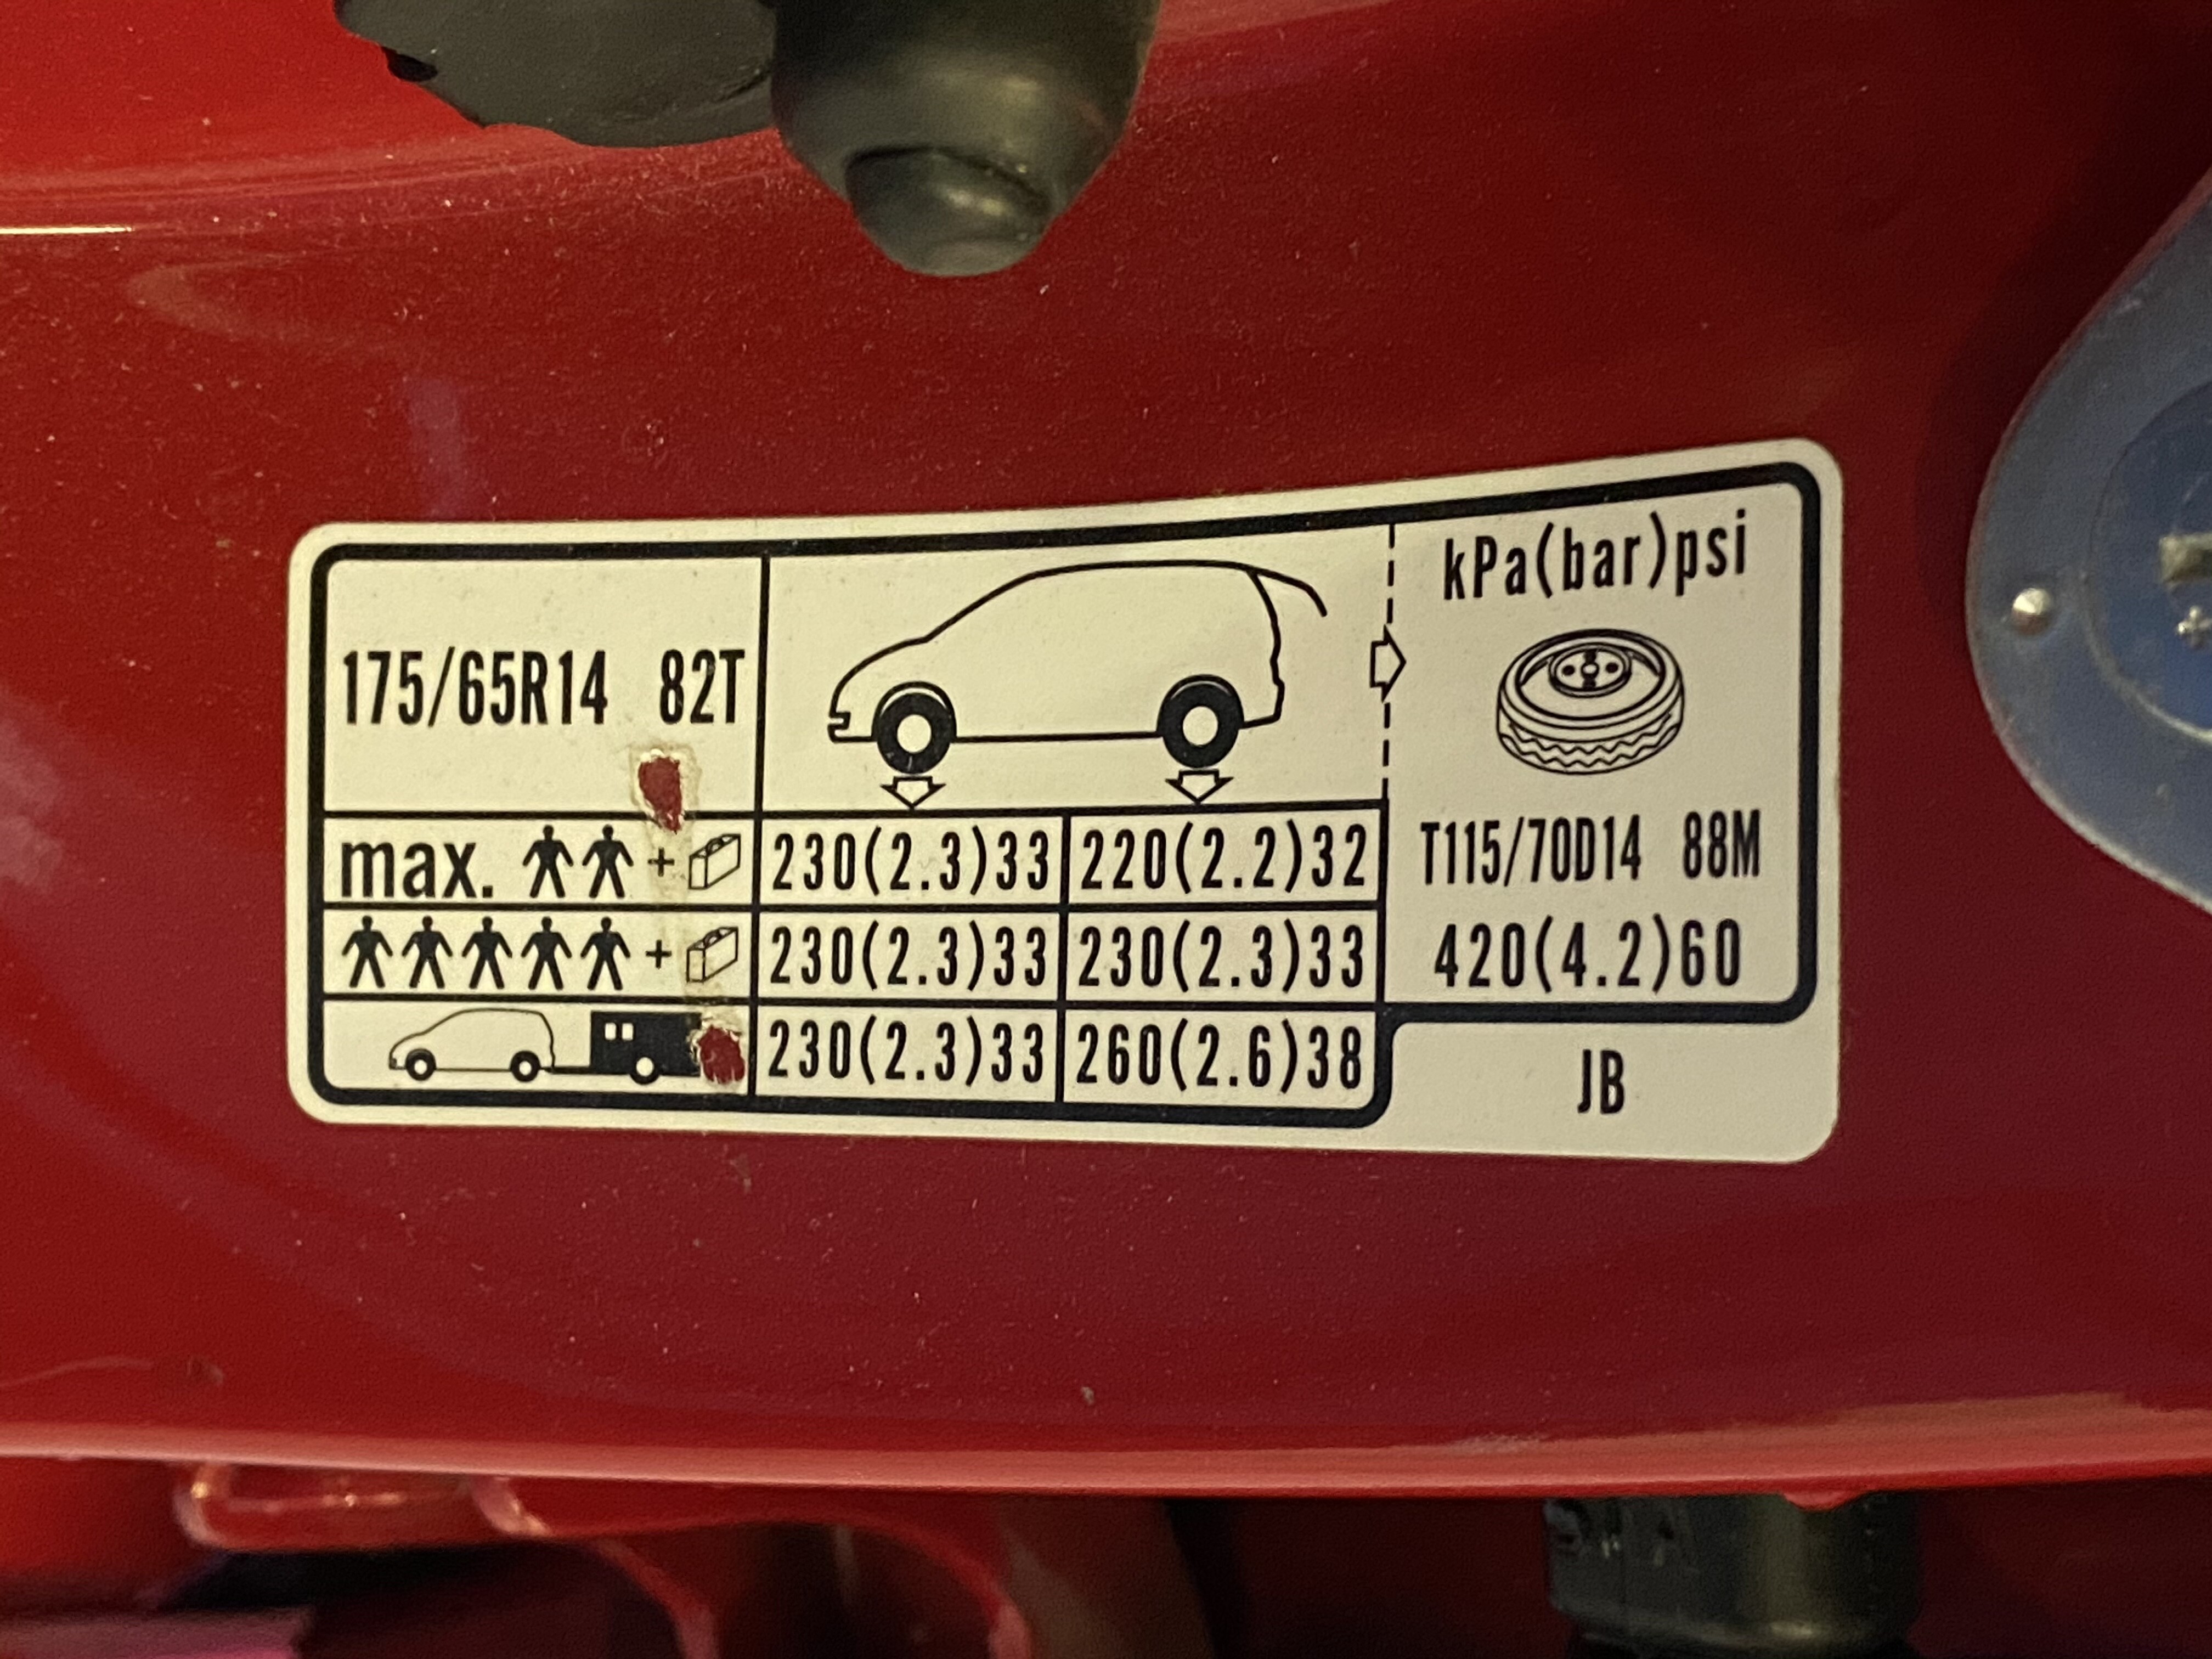 kPa(bar)psi
175/65R14 82T
T115/70D14 88M
max. + 230(2.3)33 220(2.2)32
+ 230(2.3)33 230(2.3)33 420(4.2)60
230(2.3)33 260(2.6)38
JB